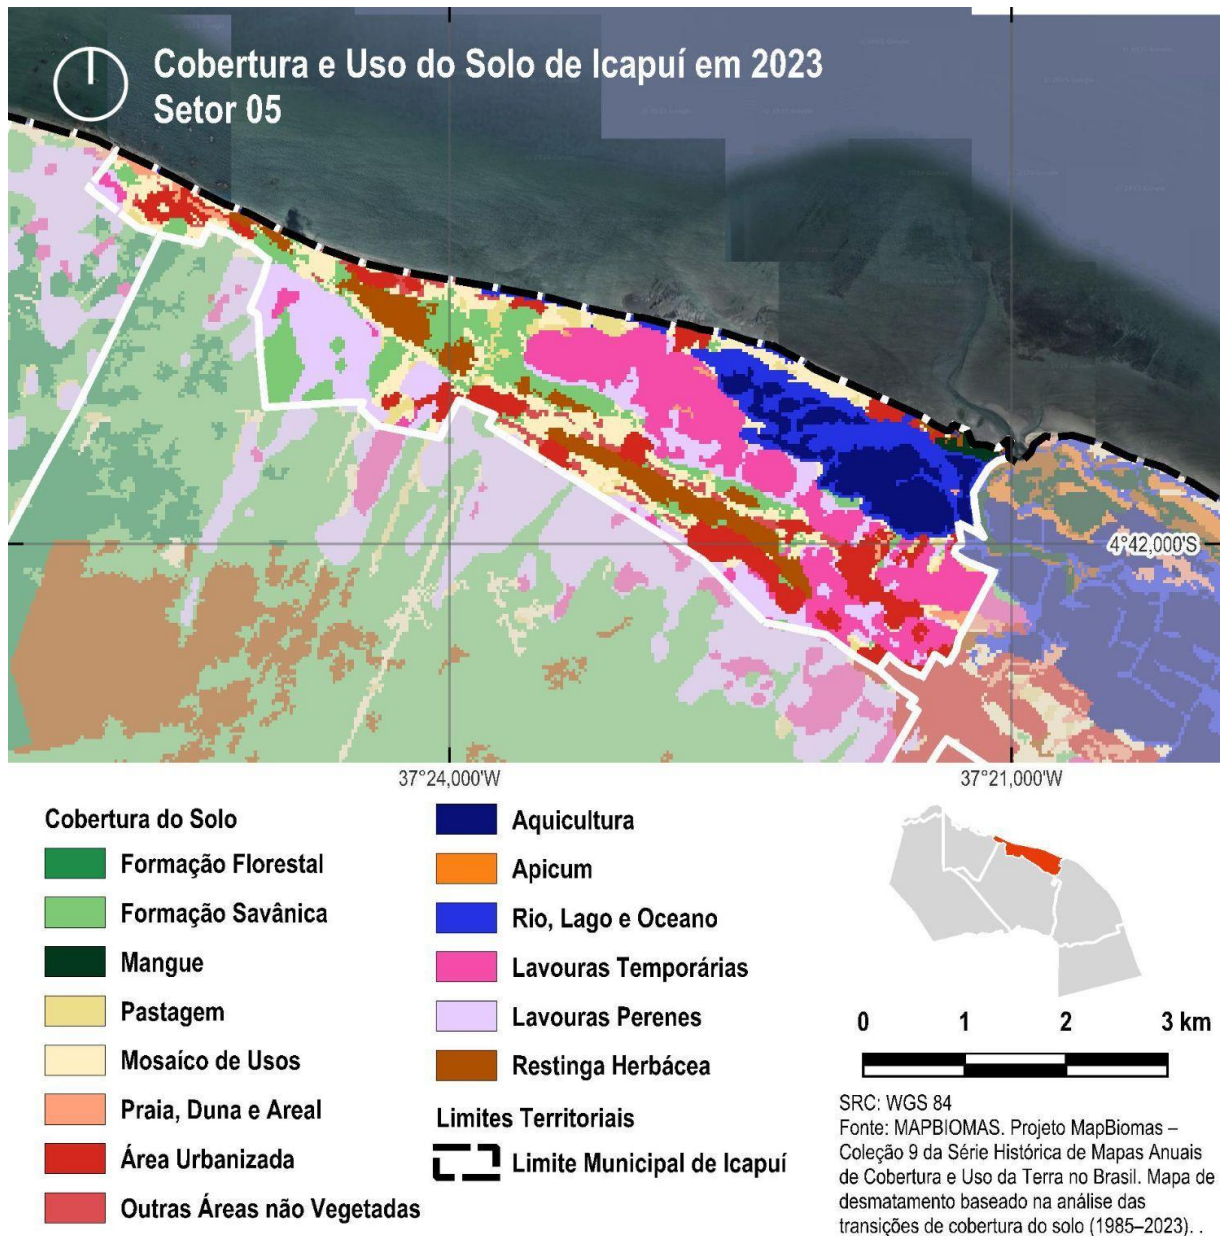 Cobertura e Uso do Solo de Icapuí em 2023
Setor 05
4°42,000'S
37°24,000'W
37°21,000'W
Cobertura do Solo
Formação Florestal
Formação Savânica
Mangue
Pastagem
Mosaíco de Usos
Praia, Duna e Areal
Área Urbanizada
Outras Áreas não Vegetadas
Aquicultura
Apicum
Rio, Lago e Oceano
Lavouras Temporárias
Lavouras Perenes
Restinga Herbácea
Limites Territoriais
Limite Municipal de Icapuí
0 1 2 3 km
SRC: WGS 84
Fonte: MAPBIOMAS. Projeto MapBiomas –
Coleção 9 da Série Histórica de Mapas Anuais
de Cobertura e Uso da Terra no Brasil. Mapa de
desmatamento baseado na análise das
transições de cobertura do solo (1985–2023). .